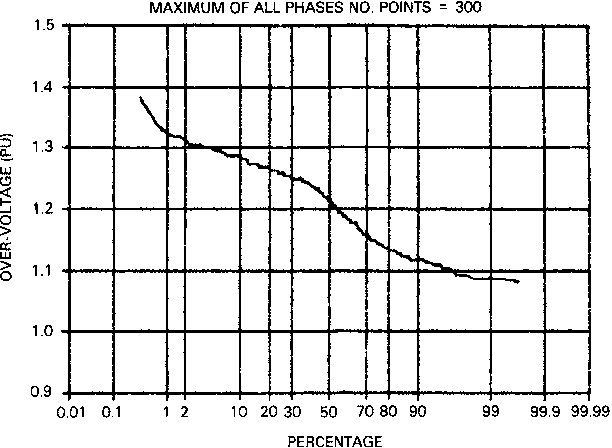 MAXIMUM OF ALL PHASES NO. POINTS = 300
1.5
1.4
1.3
1.2
1.1
1.0
0.9
OVER-VOLTAGE (PU)
0.01 0.1 1 2 10 20 30 50 70 80 90 99 99.9 99.99
PERCENTAGE